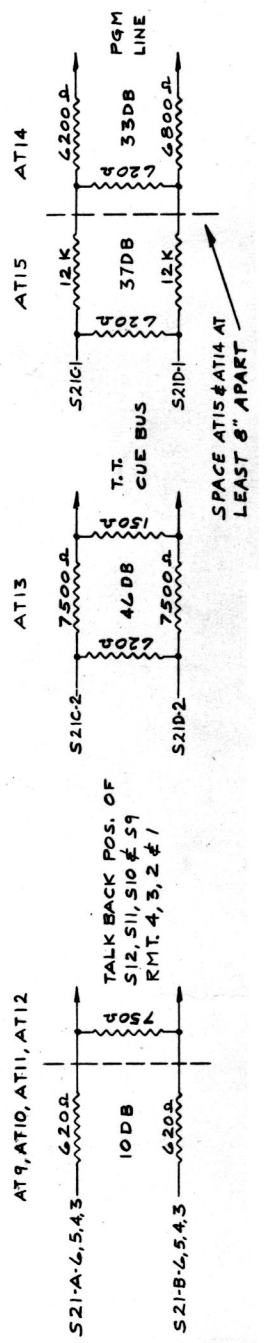 AT9, AT10, AT11, AT12
S21-A-6,5,4,3
620Ω
10DB
750Ω
620Ω
S21-B-6,5,4,3
TALK BACK POS. OF
S12, S11, S10 & S9
RMT. 4, 3, 2 & 1
AT13
S21C-2
7500Ω
620Ω
46DB
150Ω
7500Ω
S21D-2
T.T.
CUE BUS
AT15
S21C-1
12K
620Ω
37DB
12K
S21D-1
AT14
6200Ω
620Ω
33DB
6800Ω
PGM
LINE
SPACE AT15 & AT14 AT
LEAST 8" APART